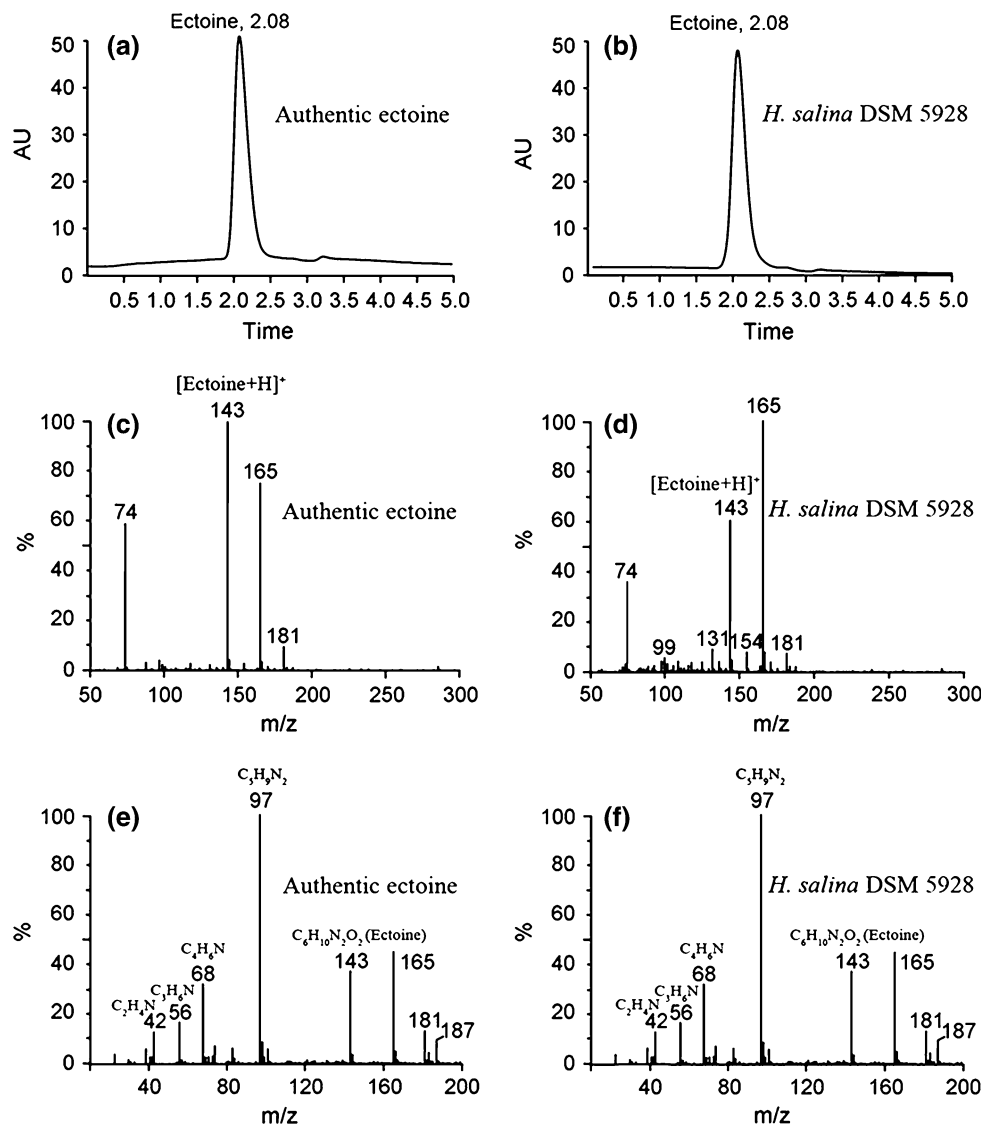 Ectoine, 2.08
(a)
Authentic ectoine
AU
50
40
30
20
10
0
0.5 1.0 1.5 2.0 2.5 3.0 3.5 4.0 4.5 5.0
Time
Ectoine, 2.08
(b)
H. salina DSM 5928
AU
50
40
30
20
10
0
0.5 1.0 1.5 2.0 2.5 3.0 3.5 4.0 4.5 5.0
Time
[Ectoine+H]⁺
(c)
143
165
74
181
Authentic ectoine
%
100
80
60
40
20
0
50 100 150 200 250 300
m/z
165
(d)
[Ectoine+H]⁺
143
H. salina DSM 5928
74
99
131
154
181
%
100
80
60
40
20
0
50 100 150 200 250 300
m/z
C₅H₉N₂
97
(e)
Authentic ectoine
C₆H₁₀N₂O₂ (Ectoine)
143
165
C₄H₆N
68
C₃H₆N
56
C₂H₄N
42
181
187
%
100
80
60
40
20
0
40 80 120 160 200
m/z
C₅H₉N₂
97
(f)
H. salina DSM 5928
C₆H₁₀N₂O₂ (Ectoine)
143
165
C₄H₆N
68
C₃H₆N
56
C₂H₄N
42
181
187
%
100
80
60
40
20
0
40 80 120 160 200
m/z